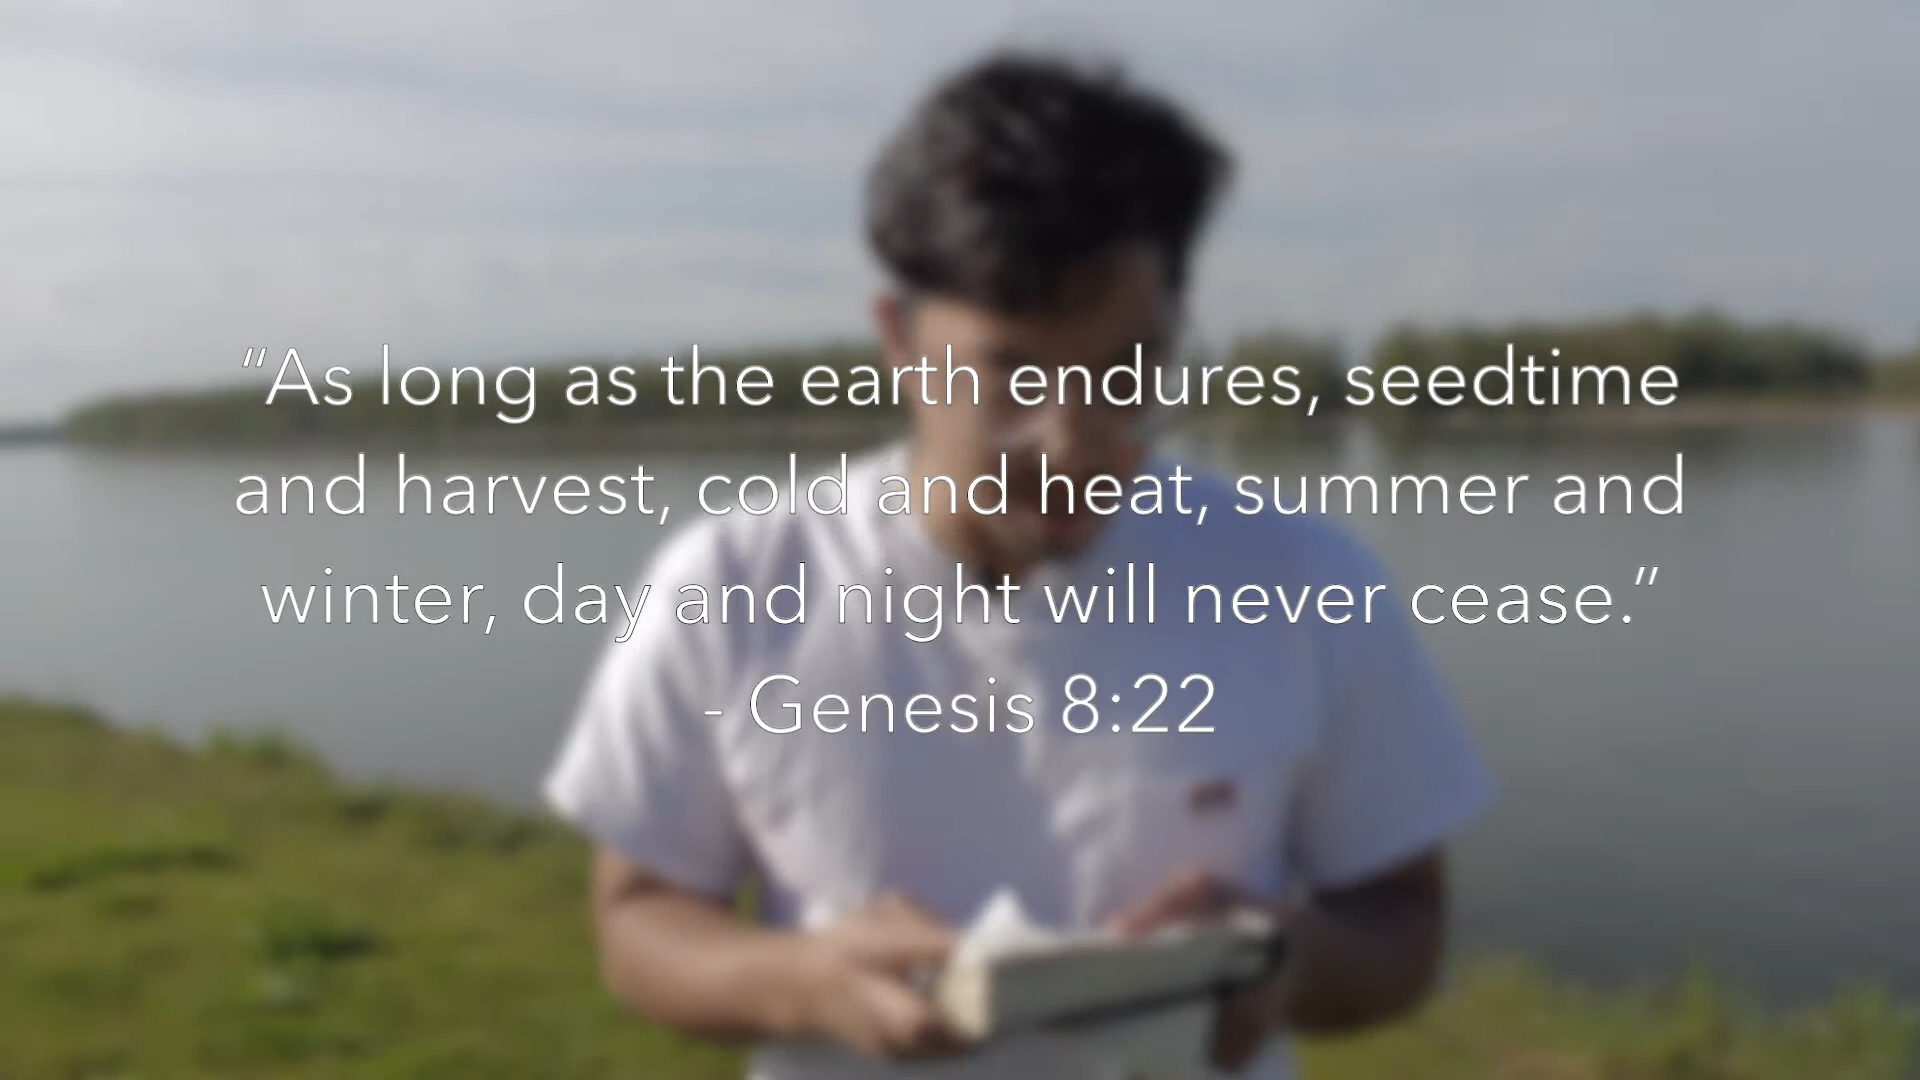 “As long as the earth endures, seedtime
and harvest, cold and heat, summer and
winter, day and night will never cease.”
- Genesis 8:22